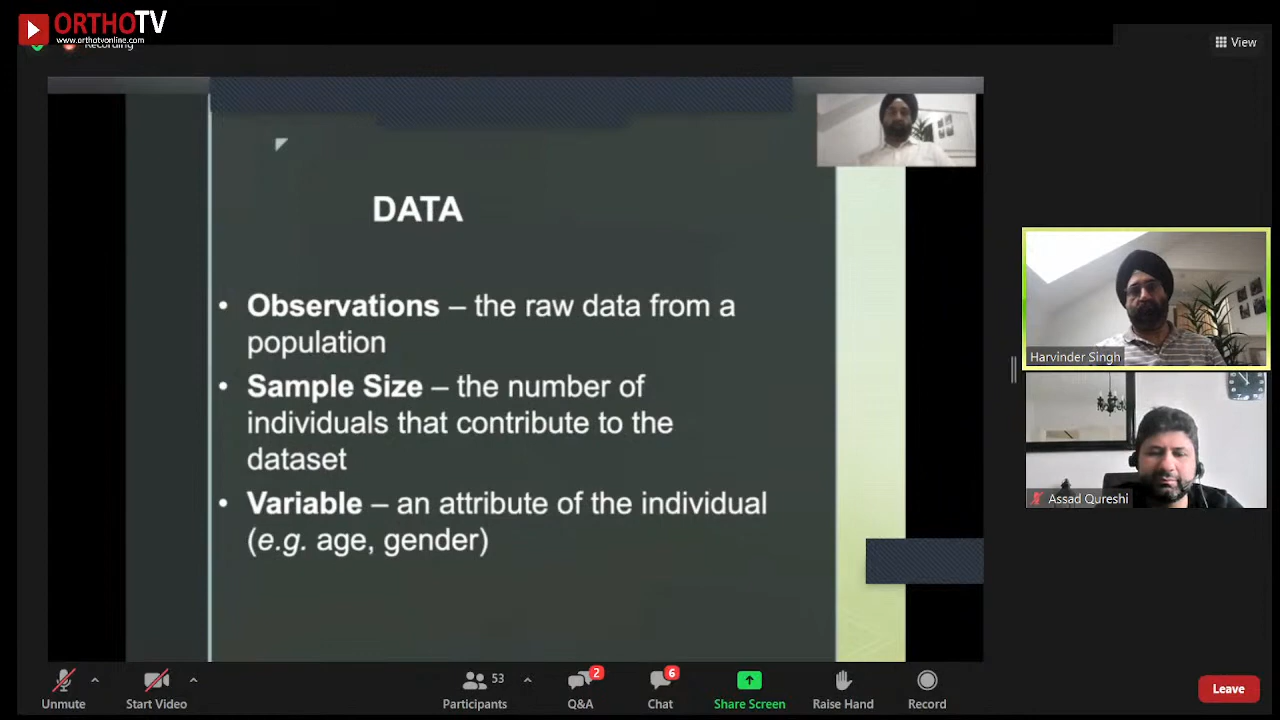 ORTHOTV
www.orthotvonline.com
Recording
View
DATA
• Observations – the raw data from a
population
• Sample Size – the number of
individuals that contribute to the
dataset
• Variable – an attribute of the individual
(e.g. age, gender)
Harvinder Singh
Assad Qureshi
Unmute
Start Video
53
Participants
2
Q&A
6
Chat
Share Screen
Raise Hand
Record
Leave